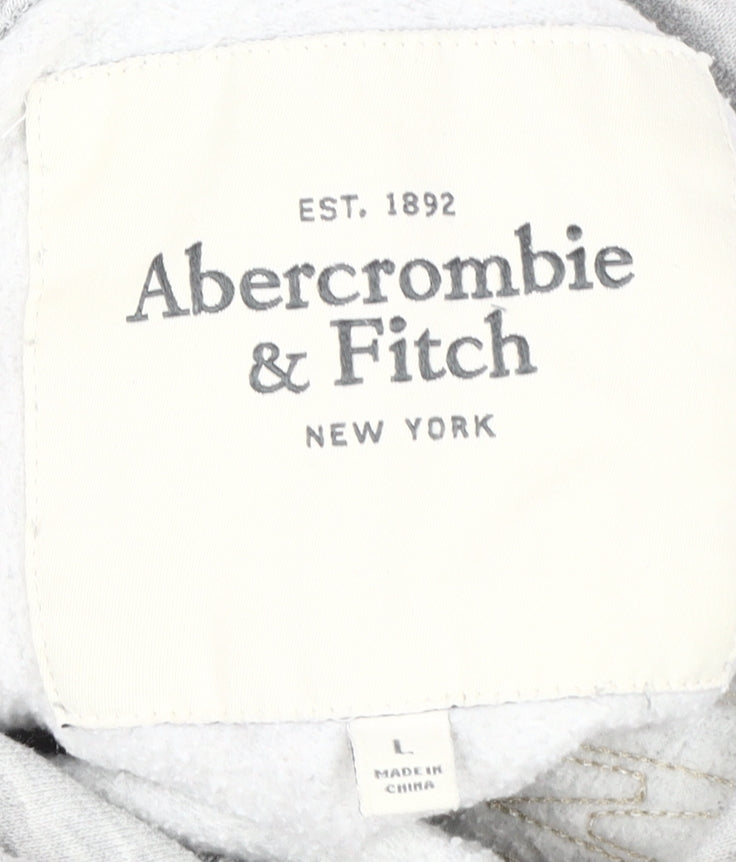 EST. 1892
Abercrombie
& Fitch
NEW YORK
L
MADE IN
CHINA